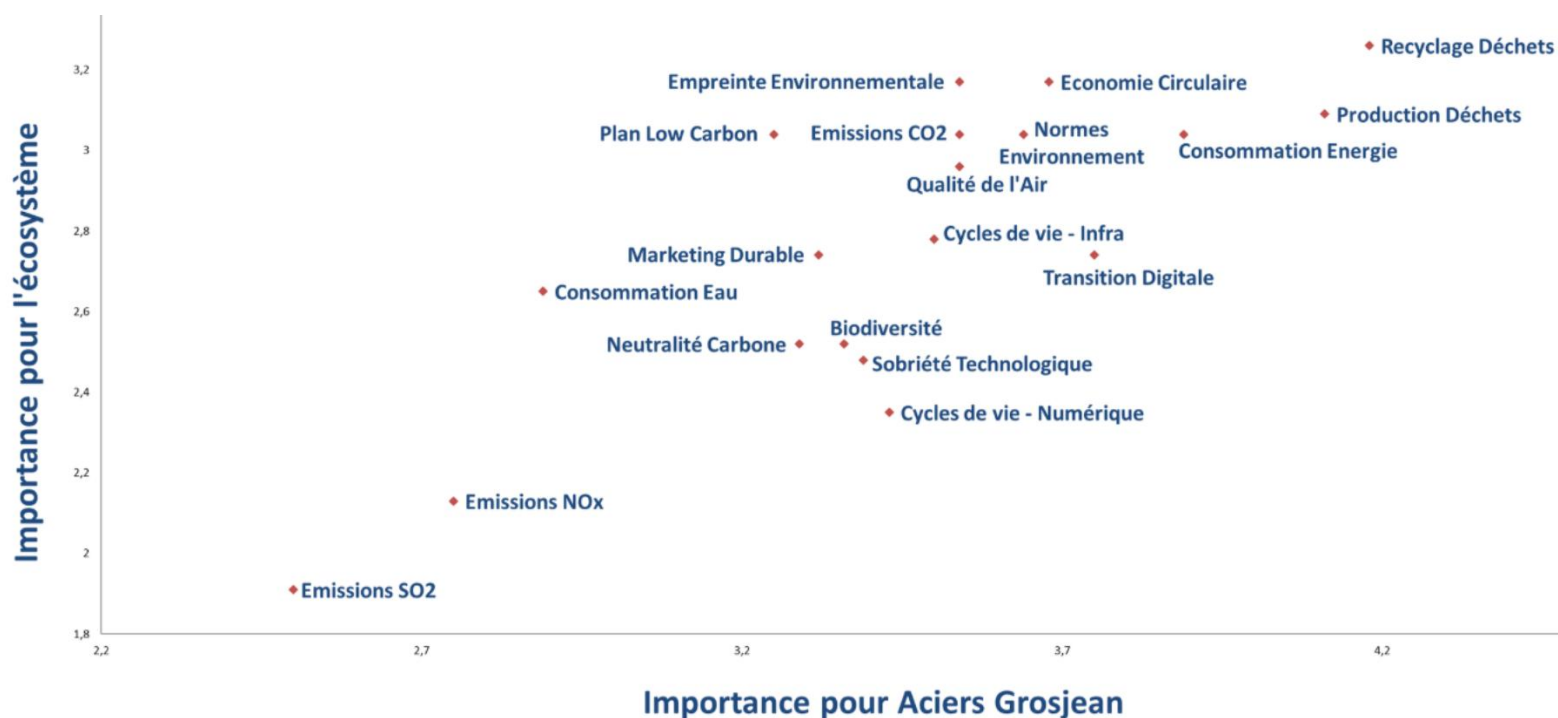 Importance pour l'écosystème
3,2
3
2,8
2,6
2,4
2,2
2
1,8
Recyclage Déchets
Empreinte Environnementale
Economie Circulaire
Production Déchets
Plan Low Carbon
Emissions CO2
Normes
Environnement
Consommation Energie
Qualité de l'Air
Cycles de vie - Infra
Marketing Durable
Transition Digitale
Consommation Eau
Biodiversité
Neutralité Carbone
Sobriété Technologique
Cycles de vie - Numérique
Emissions NOx
Emissions SO2
2,2
2,7
3,2
3,7
4,2
Importance pour Aciers Grosjean